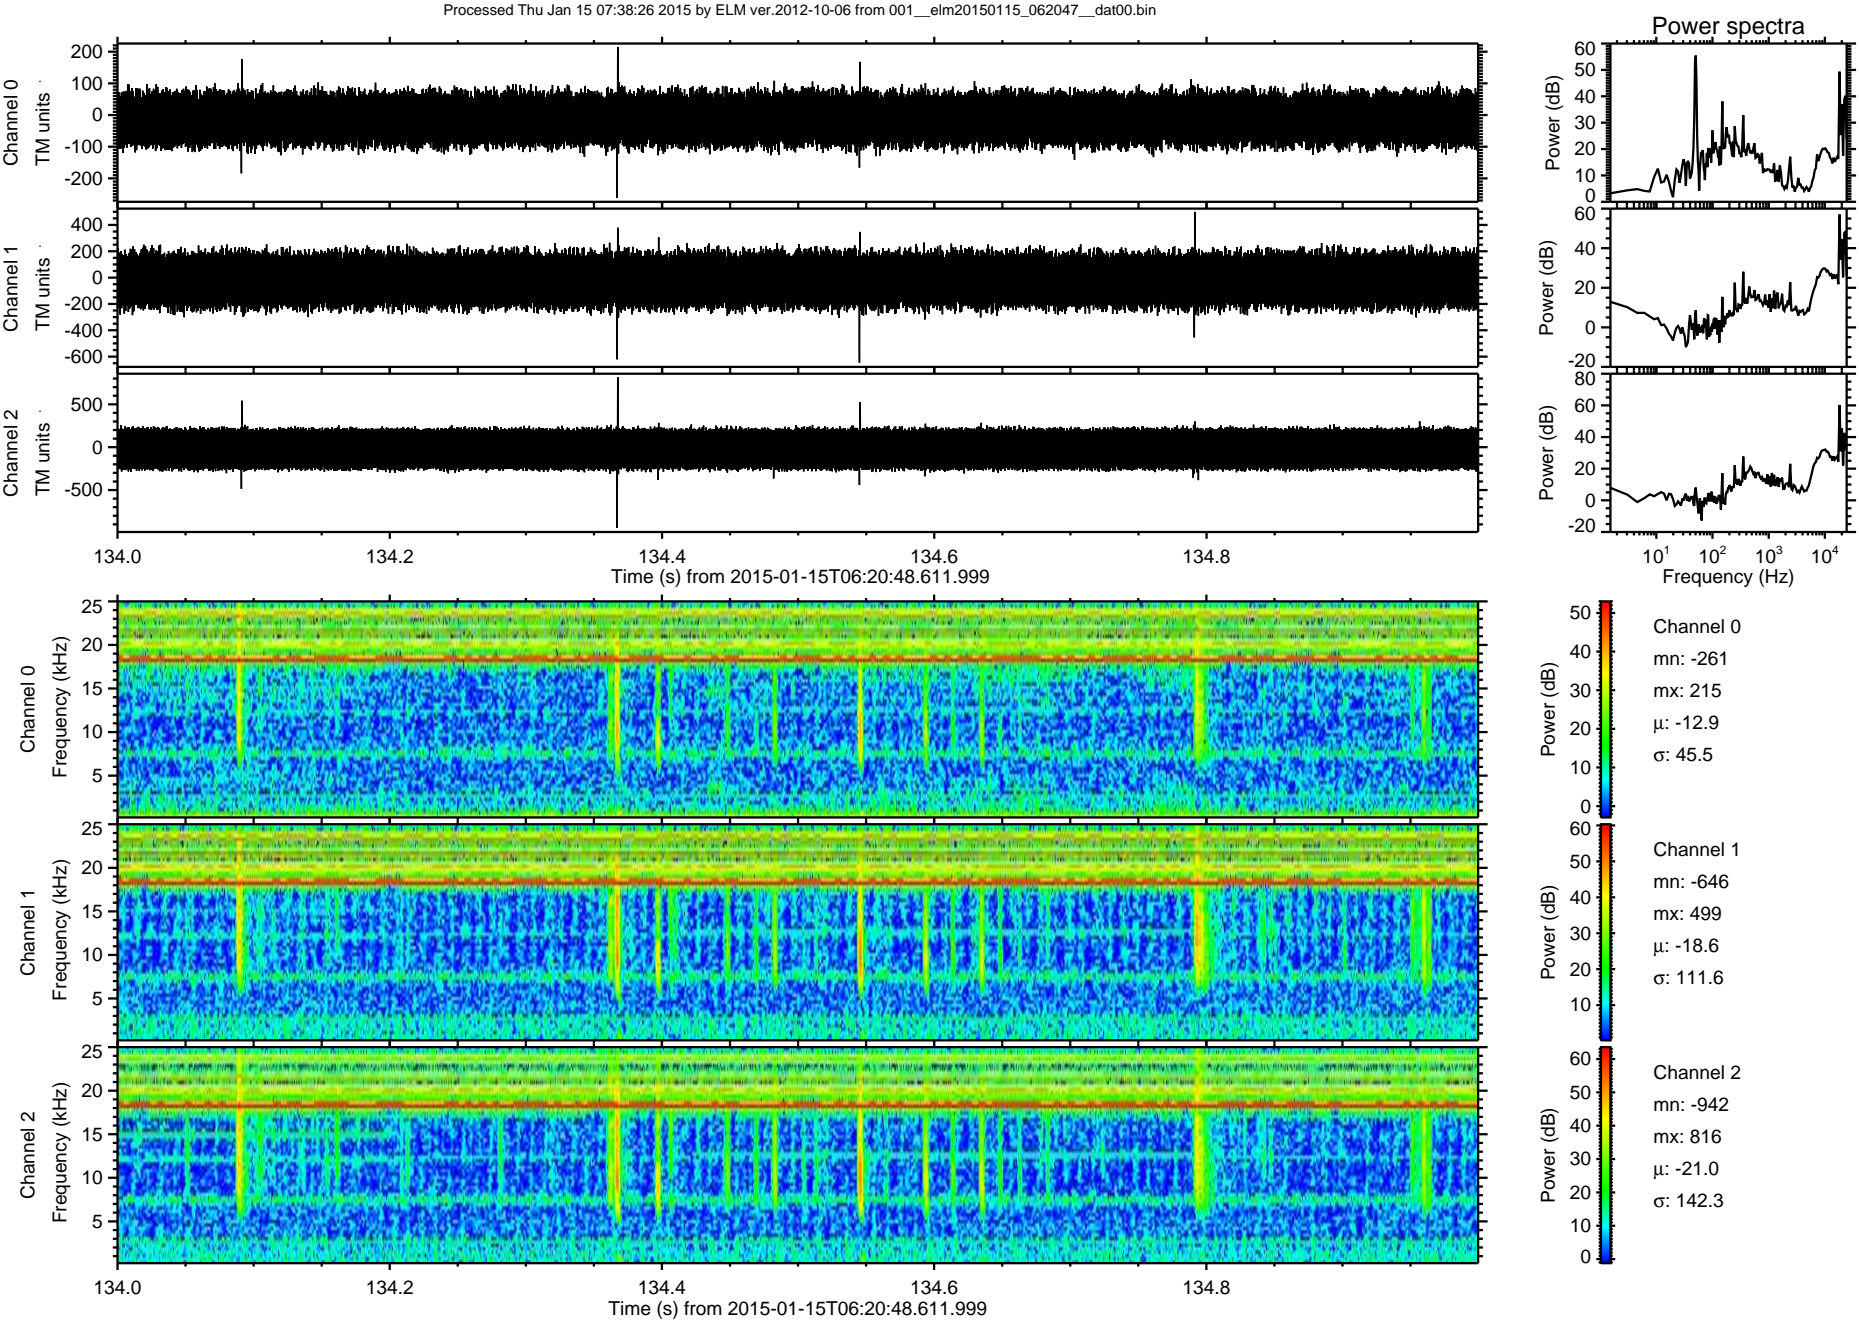 Processed Thu Jan 15 07:38:26 2015 by ELM ver.2012-10-06 from 001__elm20150115_062047__dat00.bin
Power spectra
Channel 0
TM units
200
100
0
-100
-200
Power (dB)
60
50
40
30
20
10
0
Channel 1
TM units
400
200
0
-200
-400
-600
Power (dB)
60
40
20
0
-20
Channel 2
TM units
500
0
-500
Power (dB)
80
60
40
20
0
-20
134.0
134.2
134.4
134.6
134.8
Time (s) from 2015-01-15T06:20:48.611.999
10^1
10^2
10^3
10^4
Frequency (Hz)
Channel 0
Frequency (kHz)
25
20
15
10
5
Power (dB)
50
40
30
20
10
0
Channel 0
mn: -261
mx: 215
μ: -12.9
σ: 45.5
Channel 1
Frequency (kHz)
25
20
15
10
5
Power (dB)
60
50
40
30
20
10
Channel 1
mn: -646
mx: 499
μ: -18.6
σ: 111.6
Channel 2
Frequency (kHz)
25
20
15
10
5
Power (dB)
60
50
40
30
20
10
0
Channel 2
mn: -942
mx: 816
μ: -21.0
σ: 142.3
134.0
134.2
134.4
134.6
134.8
Time (s) from 2015-01-15T06:20:48.611.999